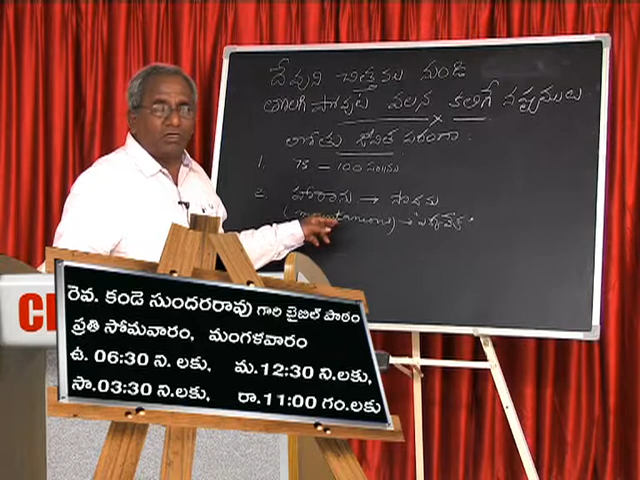 దేవుని చిత్తమును నుండి
తొలగి పోవుట వలన కలిగే నష్టములు
లోతు జీవిత పరంగా
1. 75 - 100 సం||లు
2. హారాను →
రెవ. కండె సుందరరావు గారి బైబిల్ పాఠం
ప్రతి సోమవారం, మంగళవారం
ఉ. 06:30 ని.లకు, మ.12:30 ని.లకు,
సా.03:30 ని.లకు, రా.11:00 గం.లకు